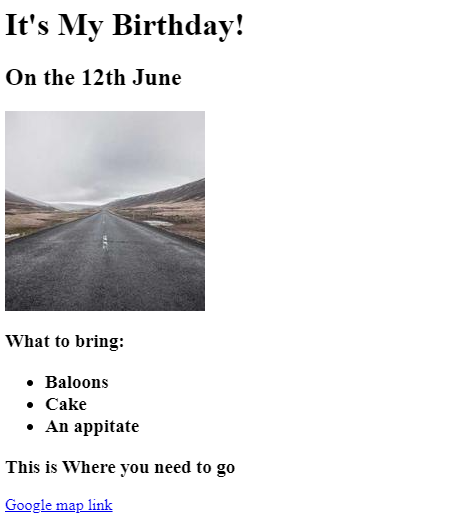 It's My Birthday!
On the 12th June
What to bring:
Baloons
Cake
An appitate
This is Where you need to go
Google map link